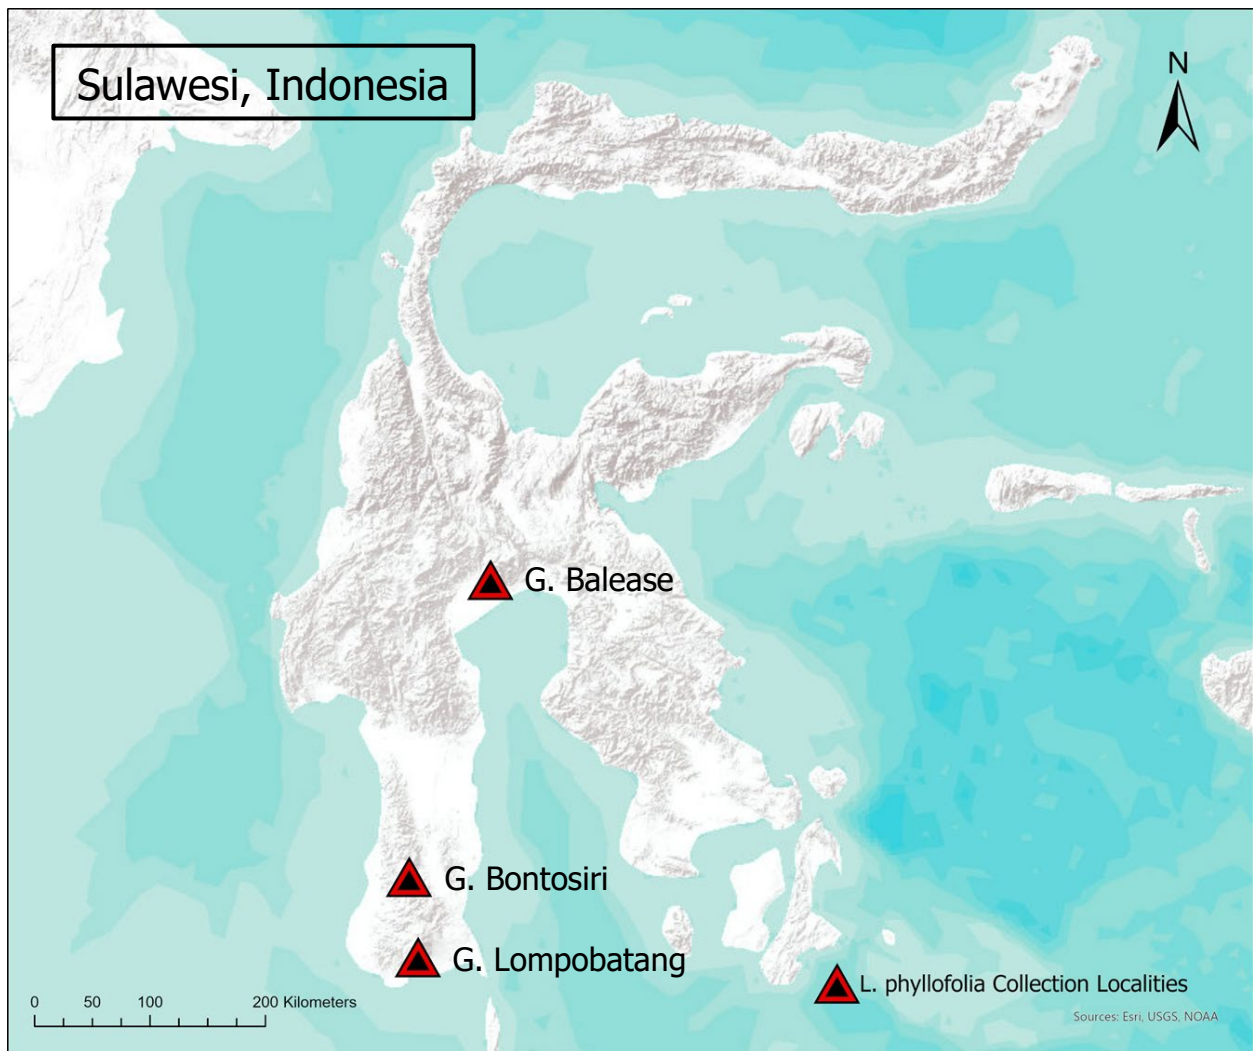 Sulawesi, Indonesia
N
G. Balease
G. Bontosiri
G. Lompobatang
L. phyllofolia Collection Localities
0 50 100 200 Kilometers
Sources: Esri, USGS, NOAA